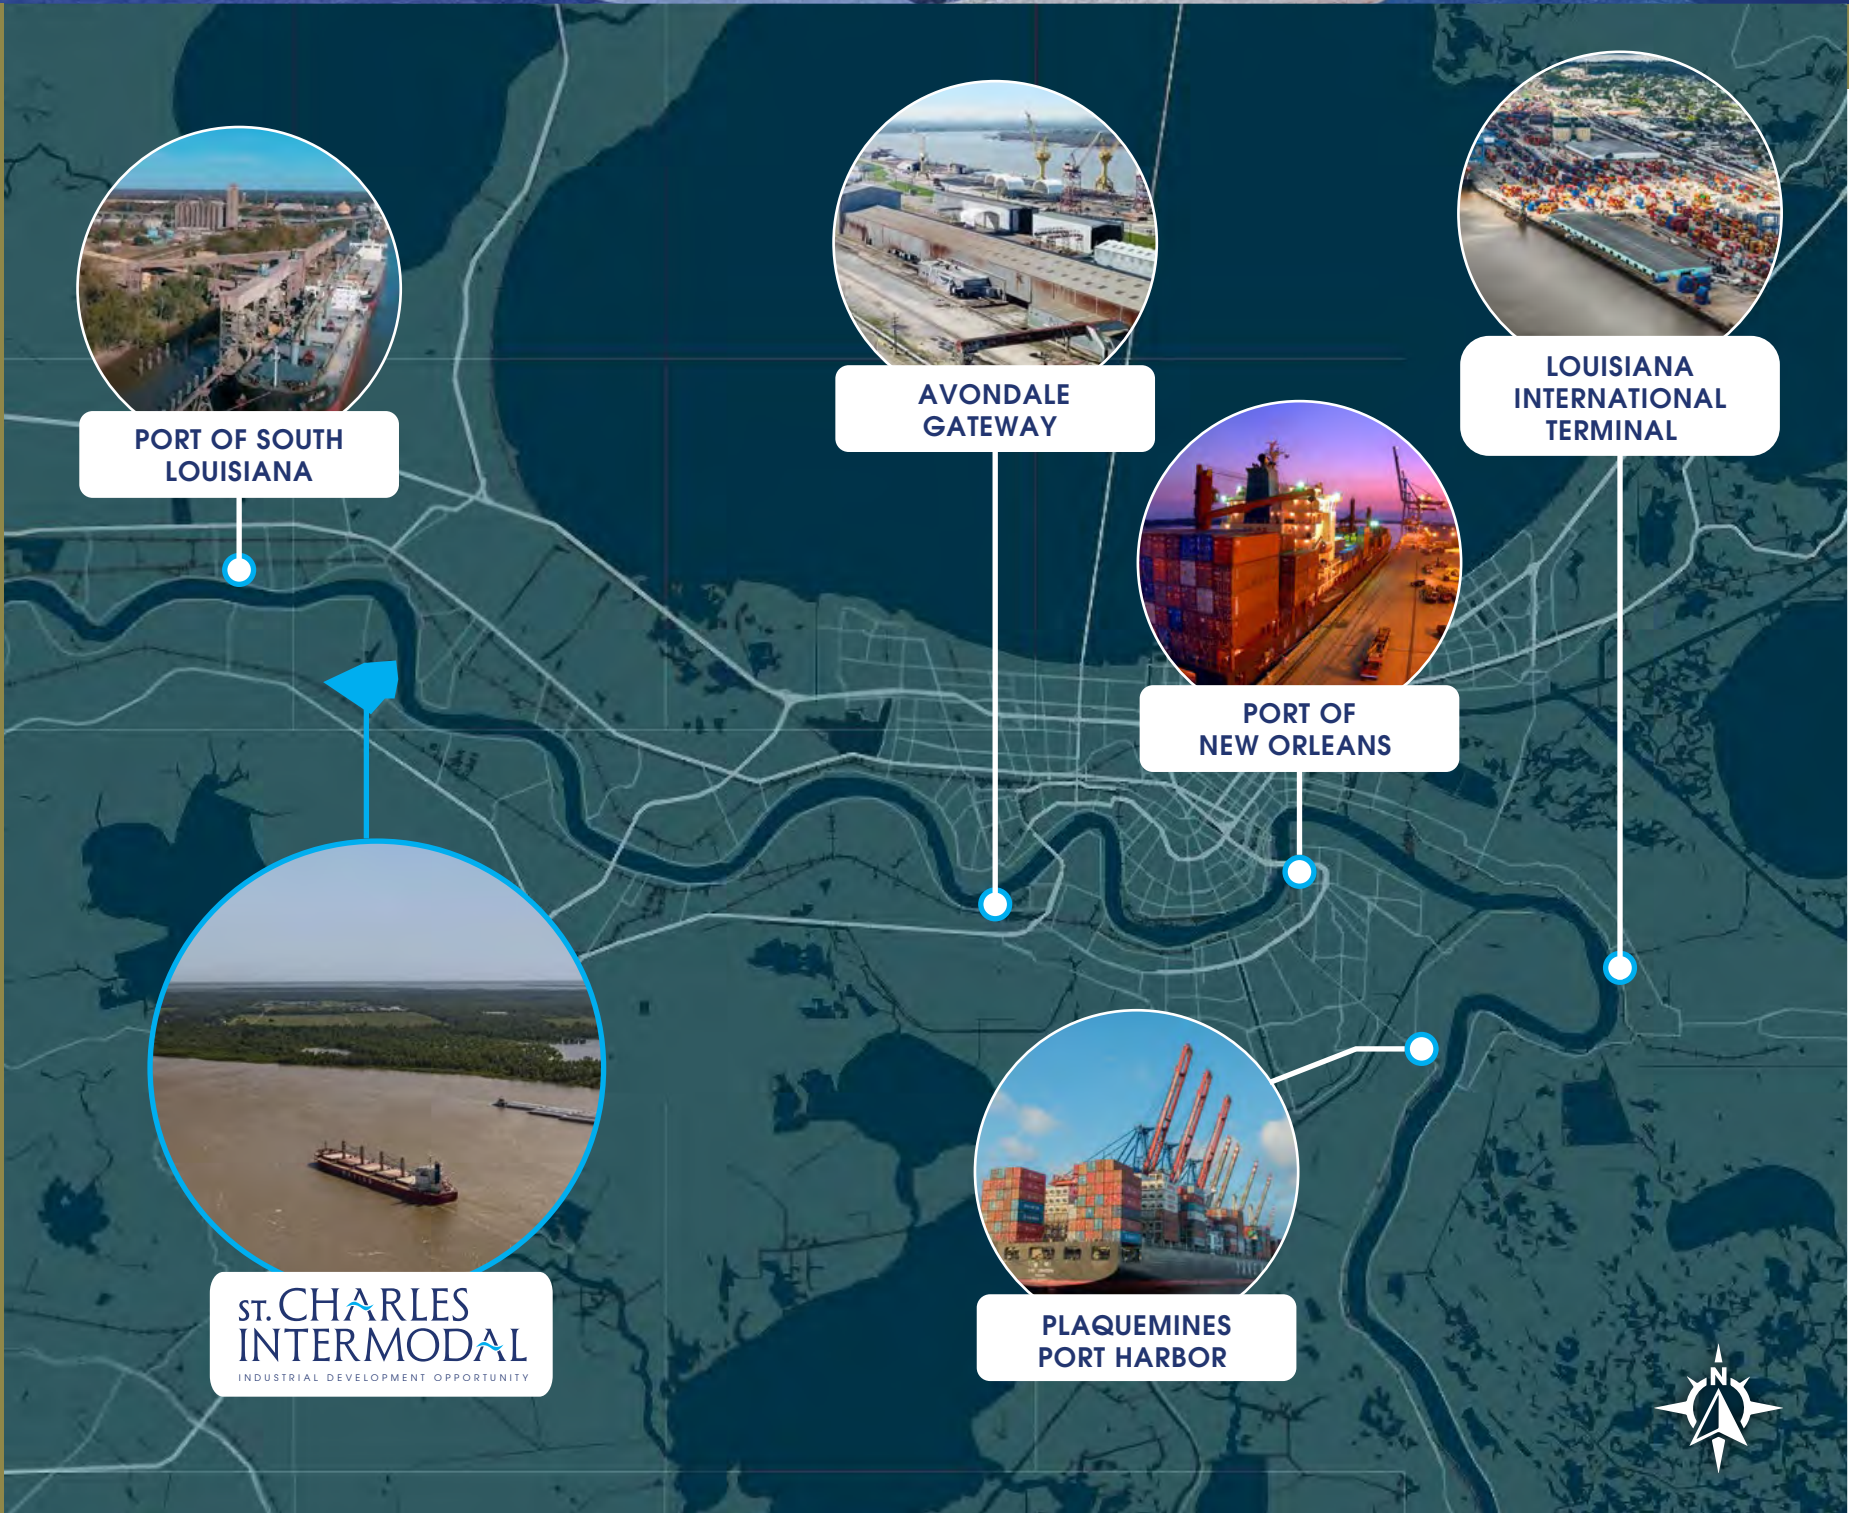 PORT OF SOUTH
LOUISIANA
AVONDALE
GATEWAY
LOUISIANA
INTERNATIONAL
TERMINAL
PORT OF
NEW ORLEANS
ST. CHARLES
INTERMODAL
INDUSTRIAL DEVELOPMENT OPPORTUNITY
PLAQUEMINES
PORT HARBOR
N